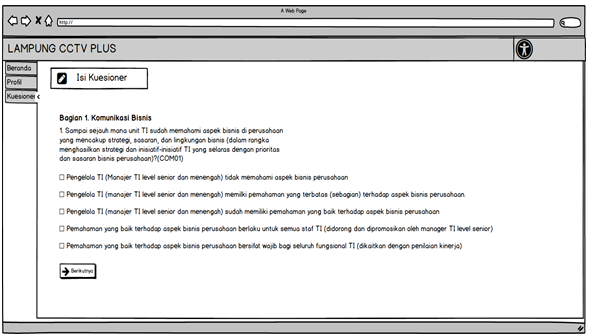 A Web Page
http://
LAMPUNG CCTV PLUS
Beranda
Profil
Kuesioner
Isi Kuesioner
Bagian 1. Komunikasi Bisnis
1. Sampai sejauh mana unit TI sudah memahami aspek bisnis di perusahaan
yang mencakup strategi, sasaran, dan lingkungan bisnis (dalam rangka
menghasilkan strategi dan inisiatif-inisiatif TI yang selaras dengan prioritas
dan sasaran bisnis perusahaan)?(COM01)
Pengelola TI (Manajer TI level senior dan menengah) tidak memahami aspek bisnis perusahaan
Pengelola TI (manajer TI level senior dan menengah) memilki pemahaman yang terbatas (sebagian) terhadap aspek bisnis perusahaan.
Pengelola TI (manajer TI level senior dan menengah) sudah memiliki pemahaman yang baik terhadap aspek bisnis perusahaan
Pemahaman yang baik terhadap aspek bisnis perusahaan berlaku untuk semua staf TI (didorong dan dipromosikan oleh manager TI level senior)
Pemahaman yang baik terhadap aspek bisnis perusahaan bersifat wajib bagi seluruh fungsional TI (dikaitkan dengan penilaian kinerja)
Berikutnya